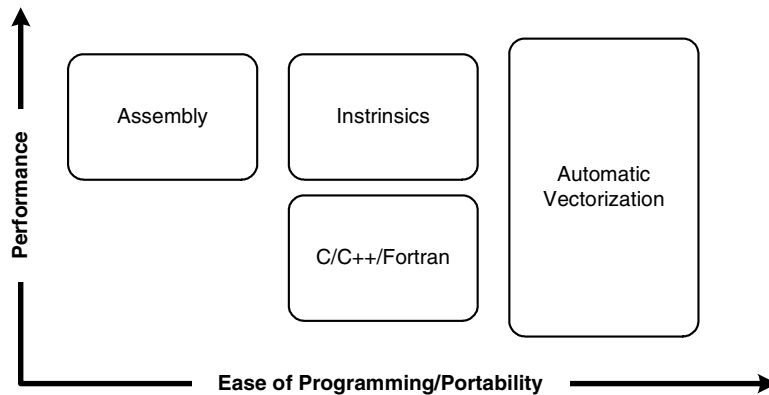 Performance
Assembly
Instrinsics
C/C++/Fortran
Automatic
Vectorization
Ease of Programming/Portability